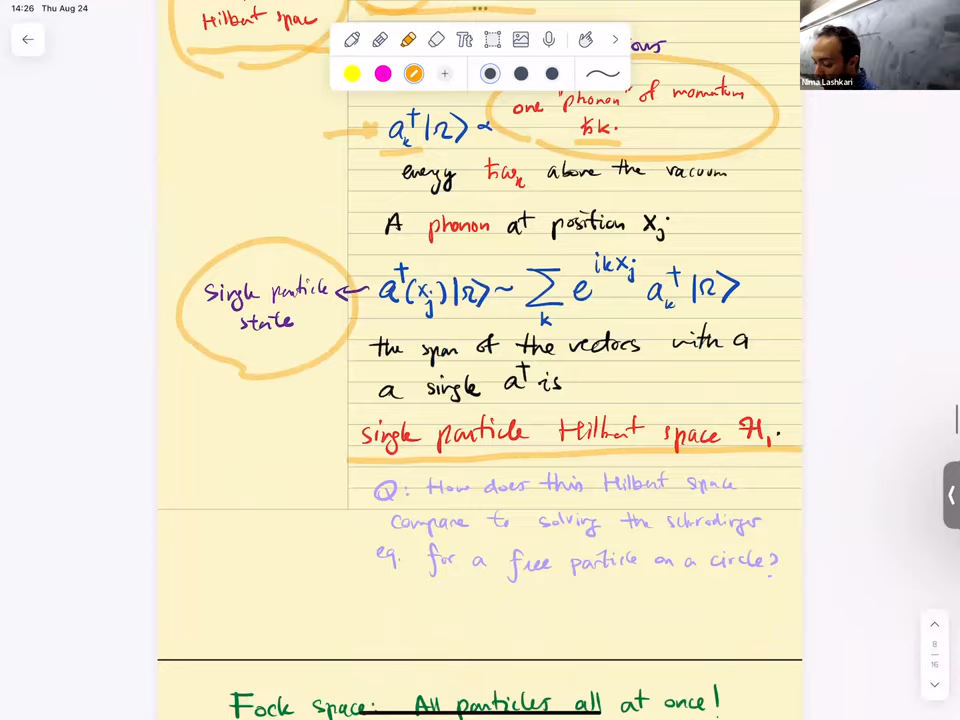 14:26 Thu Aug 24
Nima Lashkari
Hilbert space
one "phonon" of momentum
ħk.
a†ₖ|Ω⟩ ∝
energy ħωₖ above the vacuum
A phonon at position xⱼ
single particle ← a†(xⱼ)|Ω⟩ ~ ∑ₖ e^{ikxⱼ} a†ₖ|Ω⟩
state
the span of the vectors with a
a single a† is
single particle Hilbert space ℋ₁.
Q: How does this Hilbert space
compare to solving the schrodinger
eq. for a free particle on a circle?
8
16
Fock space: All particles all at once!